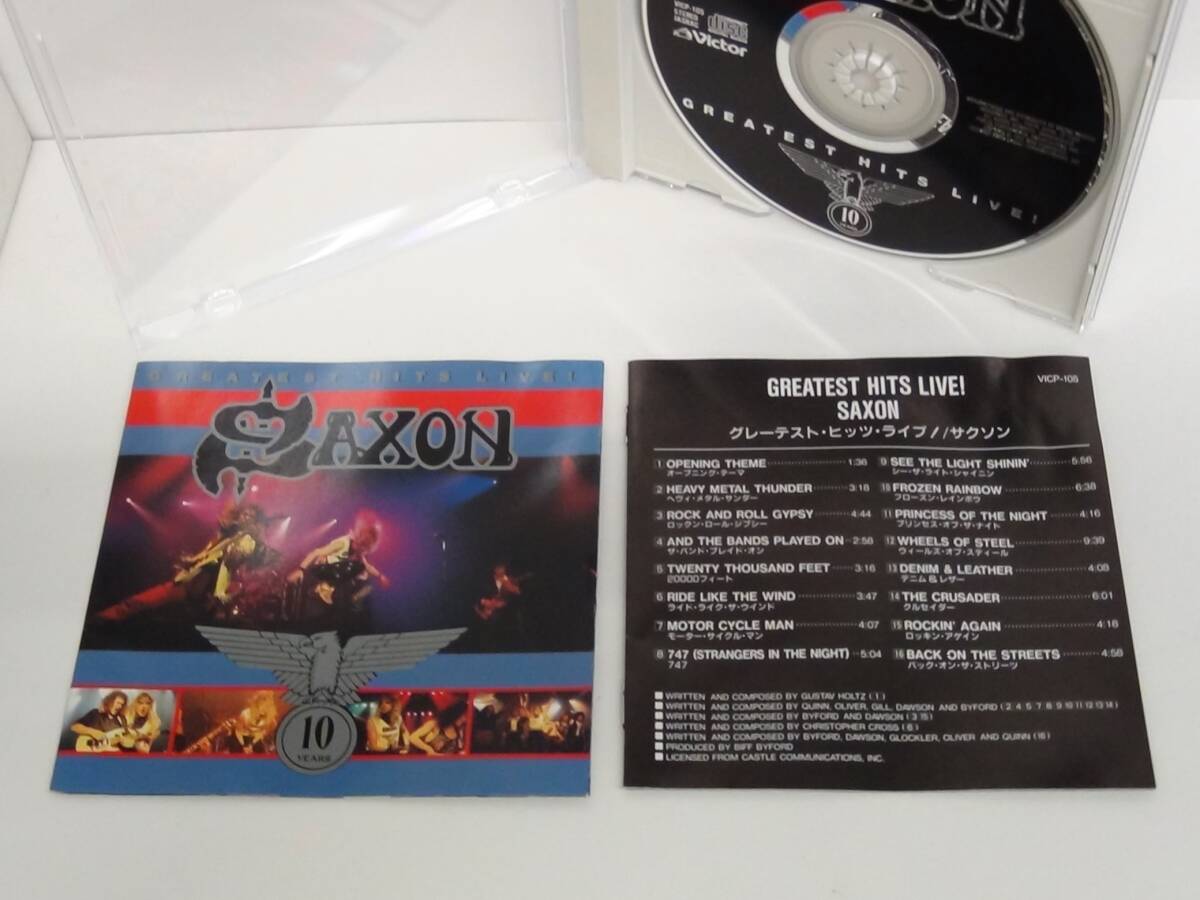 VICP-105
STEREO
JASRAC
COMPACT disc DIGITAL AUDIO
Victor
SAXON
GREATEST HITS LIVE!
10
YEARS
GREATEST HITS LIVE!
SAXON
10
YEARS
GREATEST HITS LIVE!
VICP-105
SAXON
グレーテスト・ヒッツ・ライブ!//サクソン
1 OPENING THEME 1:36
オープニング・テーマ
2 HEAVY METAL THUNDER 3:18
ヘヴィ・メタル・サンダー
3 ROCK AND ROLL GYPSY 4:44
ロックン・ロール・ジプシー
4 AND THE BANDS PLAYED ON 2:56
ザ・バンド・プレイド・オン
5 TWENTY THOUSAND FEET 3:16
20000フィート
6 RIDE LIKE THE WIND 3:47
ライド・ライク・ザ・ウインド
7 MOTOR CYCLE MAN 4:07
モーター・サイクル・マン
8 747 (STRANGERS IN THE NIGHT) 5:04
747
9 SEE THE LIGHT SHININ' 5:56
シー・ザ・ライト・シャイニン
10 FROZEN RAINBOW 6:38
フローズン・レインボウ
11 PRINCESS OF THE NIGHT 4:16
プリンセス・オブ・ザ・ナイト
12 WHEELS OF STEEL 9:39
ウィールス・オブ・スティール
13 DENIM & LEATHER 4:08
デニム&レザー
14 THE CRUSADER 6:01
クルセイダー
15 ROCKIN' AGAIN 4:18
ロッキン・アゲイン
16 BACK ON THE STREETS 4:58
バック・オン・ザ・ストリーツ
WRITTEN AND COMPOSED BY GUSTAV HOLTZ (1)
WRITTEN AND COMPOSED BY QUINN, OLIVER, GILL, DAWSON AND BYFORD (2 4 5 7 8 9 10 11 12 13 14)
WRITTEN AND COMPOSED BY BYFORD AND DAWSON (3 15)
WRITTEN AND COMPOSED BY CHRISTOPHER CROSS (6)
WRITTEN AND COMPOSED BY BYFORD, DAWSON, GLOCKLER, OLIVER AND QUINN (16)
PRODUCED BY BIFF BYFORD
LICENSED FROM CASTLE COMMUNICATIONS, INC.